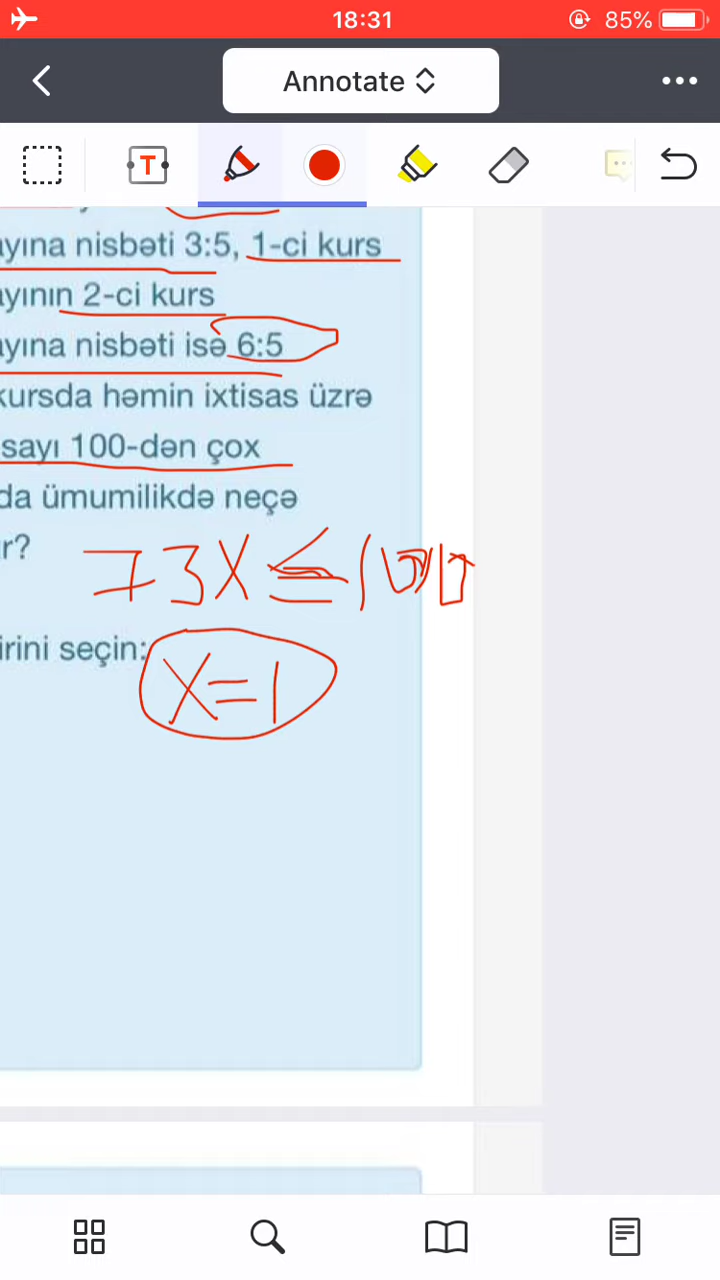 18:31
85%
Annotate
T
ayına nisbəti 3:5, 1-ci kurs
ayının 2-ci kurs
ayına nisbəti isə 6:5
kursda həmin ixtisas üzrə
sayı 100-dən çox
da ümumilikdə neçə
r?
73X ≤
irini seçin:
X=1